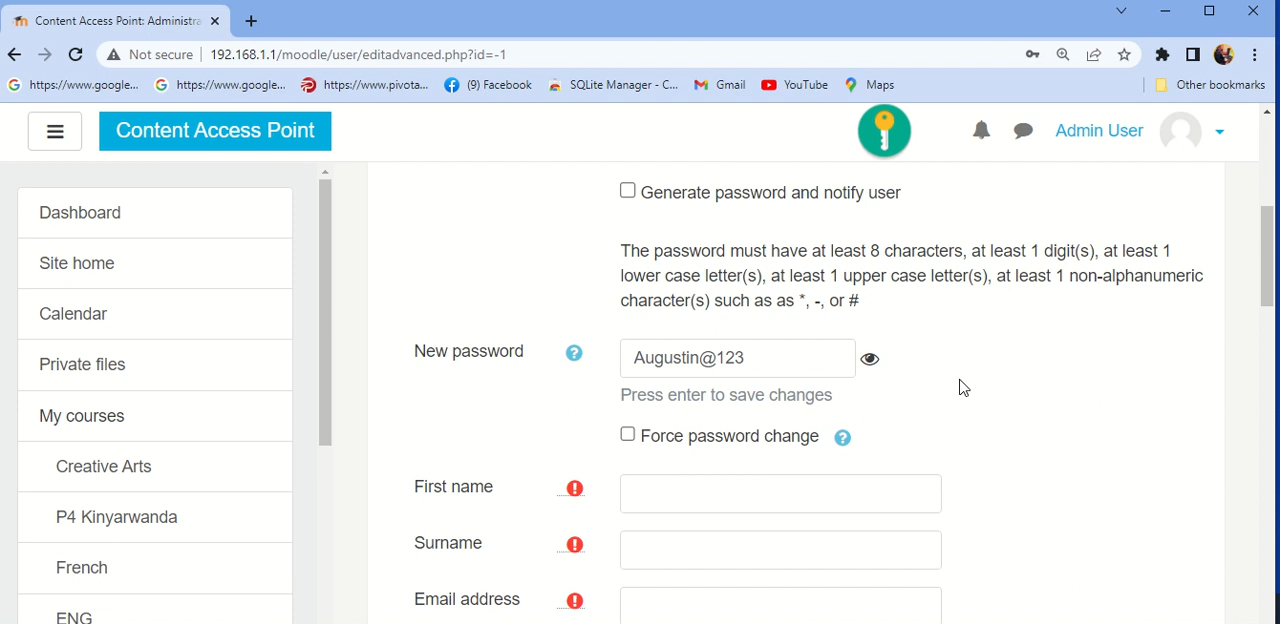 Content Access Point: Administra
Not secure
192.168.1.1/moodle/user/editadvanced.php?id=-1
https://www.google...
https://www.google...
https://www.pivota...
(9) Facebook
SQLite Manager - C...
Gmail
YouTube
Maps
Other bookmarks
Content Access Point
Admin User
Dashboard
Site home
Calendar
Private files
My courses
Creative Arts
P4 Kinyarwanda
French
ENG
Generate password and notify user
The password must have at least 8 characters, at least 1 digit(s), at least 1
lower case letter(s), at least 1 upper case letter(s), at least 1 non-alphanumeric
character(s) such as as *, -, or #
New password
Augustin@123
Press enter to save changes
Force password change
First name
Surname
Email address